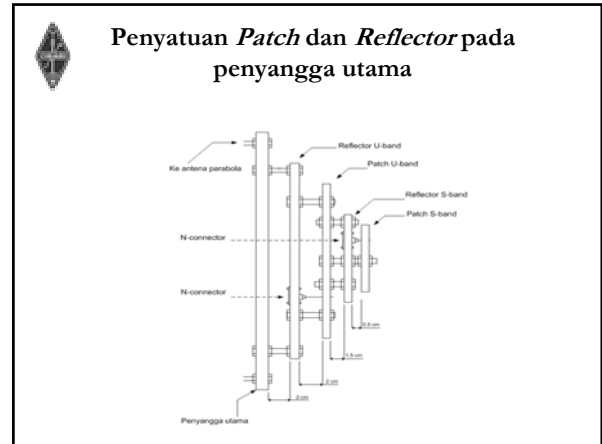 Penyatuan Patch dan Reflector pada
penyangga utama
Reflector U-band
Ke antena parabola
Patch U-band
Reflector S-band
Patch S-band
N-connector
N-connector
0,5 cm
1,5 cm
2 cm
2 cm
Penyangga utama